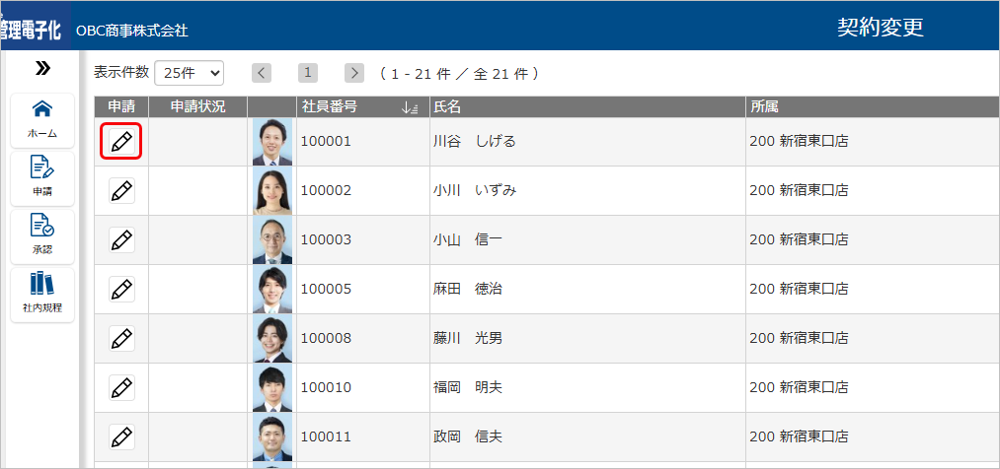 管理電子化 OBC商事株式会社 契約変更
表示件数 25件 1 ( 1 - 21 件 ／ 全 21 件 )
申請 申請状況 社員番号 氏名 所属
100001 川谷　しげる 200 新宿東口店
ホーム
100002 小川　いずみ 200 新宿東口店
申請
100003 小山　信一 200 新宿東口店
承認
100005 麻田　徳治 200 新宿東口店
社内規程
100008 藤川　光男 200 新宿東口店
100010 福岡　明夫 200 新宿東口店
100011 政岡　信夫 200 新宿東口店